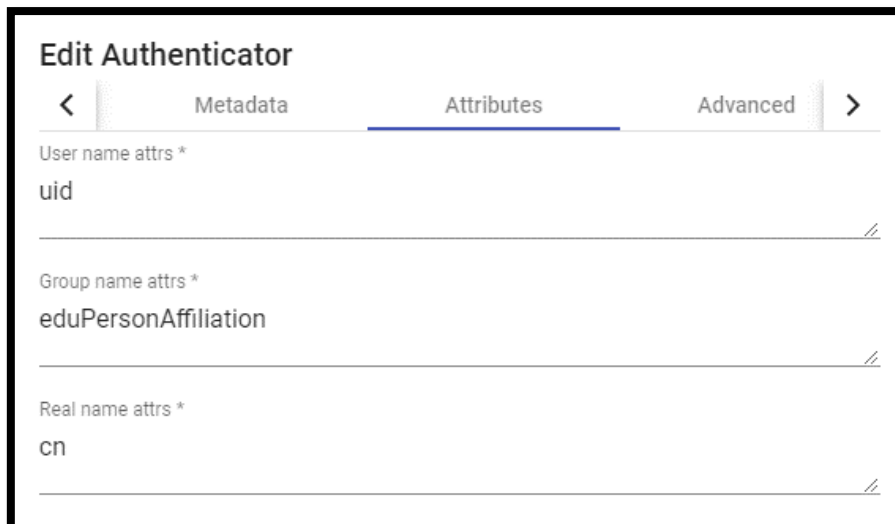 Edit Authenticator
Metadata Attributes Advanced
User name attrs *
uid
Group name attrs *
eduPersonAffiliation
Real name attrs *
cn